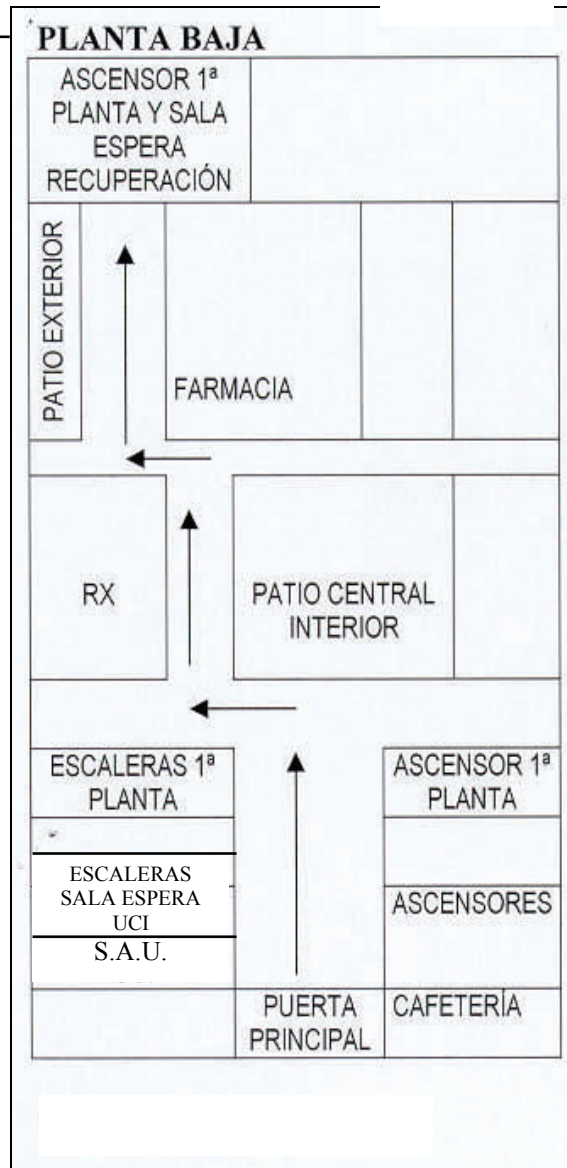 PLANTA BAJA
ASCENSOR 1ª
PLANTA Y SALA
ESPERA
RECUPERACIÓN
PATIO EXTERIOR
FARMACIA
RX
PATIO CENTRAL
INTERIOR
ESCALERAS 1ª
PLANTA
ASCENSOR 1ª
PLANTA
ESCALERAS
SALA ESPERA
UCI
ASCENSORES
S.A.U.
PUERTA
PRINCIPAL
CAFETERÍA